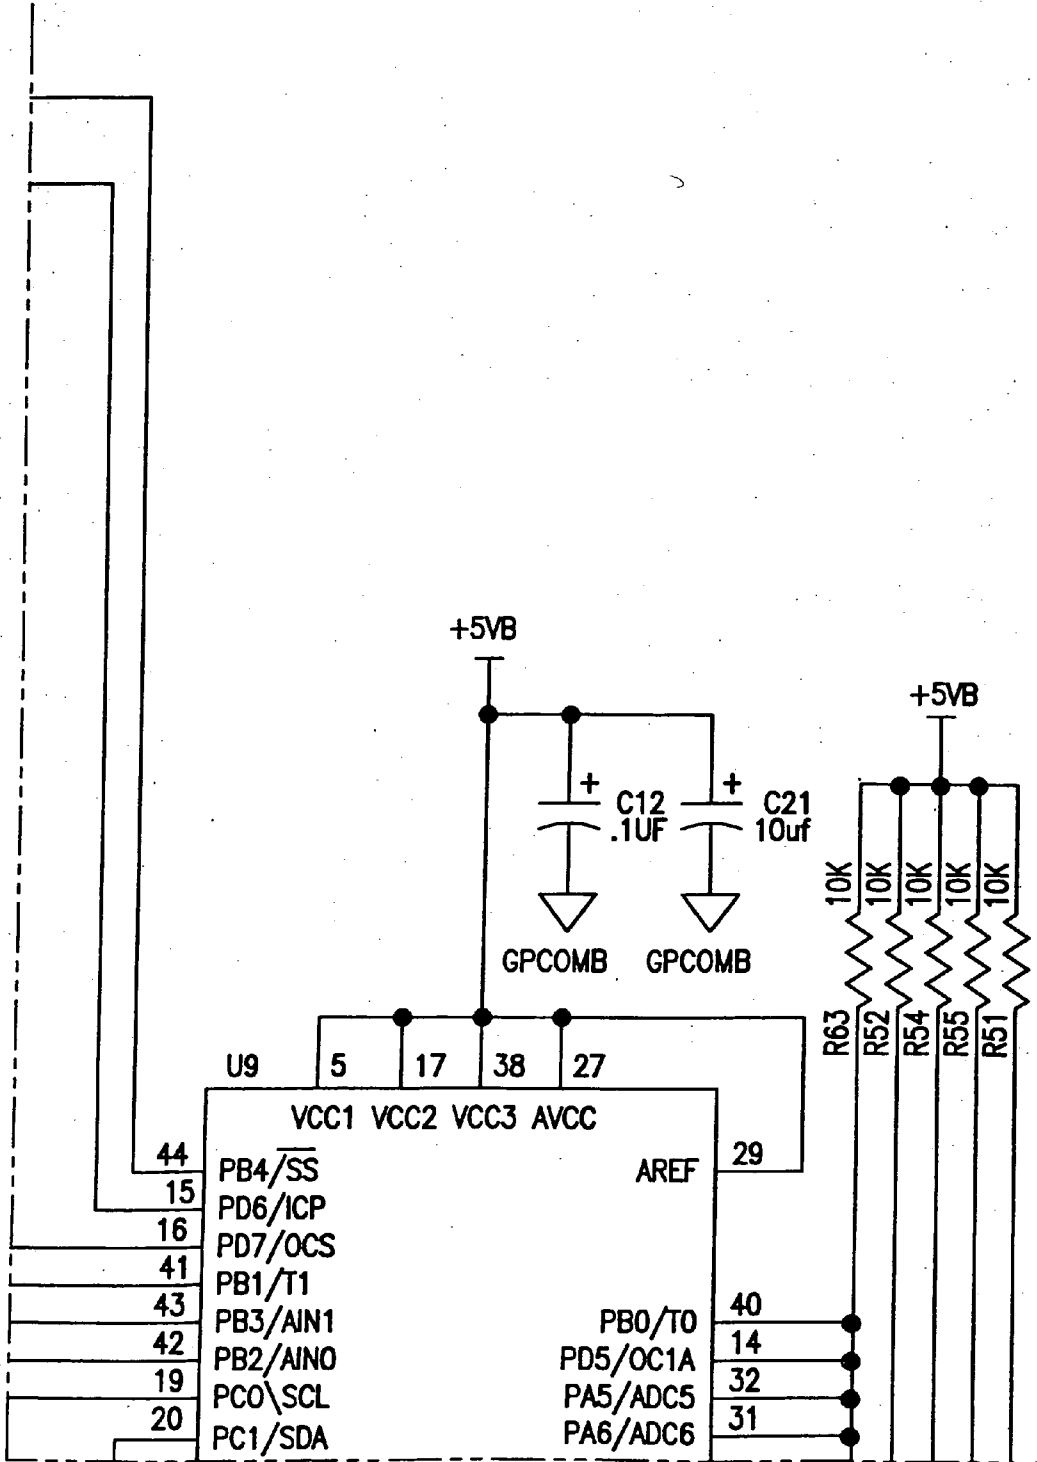 +5VB
+5VB
+ C12 + C21
.1UF 10uf
10K 10K 10K 10K 10K
GPCOMB GPCOMB
R63 R52 R54 R55 R51
U9 5 17 38 27
VCC1 VCC2 VCC3 AVCC
44 PB4/SS AREF 29
15 PD6/ICP
16 PD7/OCS
41 PB1/T1
43 PB3/AIN1 PB0/T0 40
42 PB2/AIN0 PD5/OC1A 14
19 PC0\SCL PA5/ADC5 32
20 PC1/SDA PA6/ADC6 31